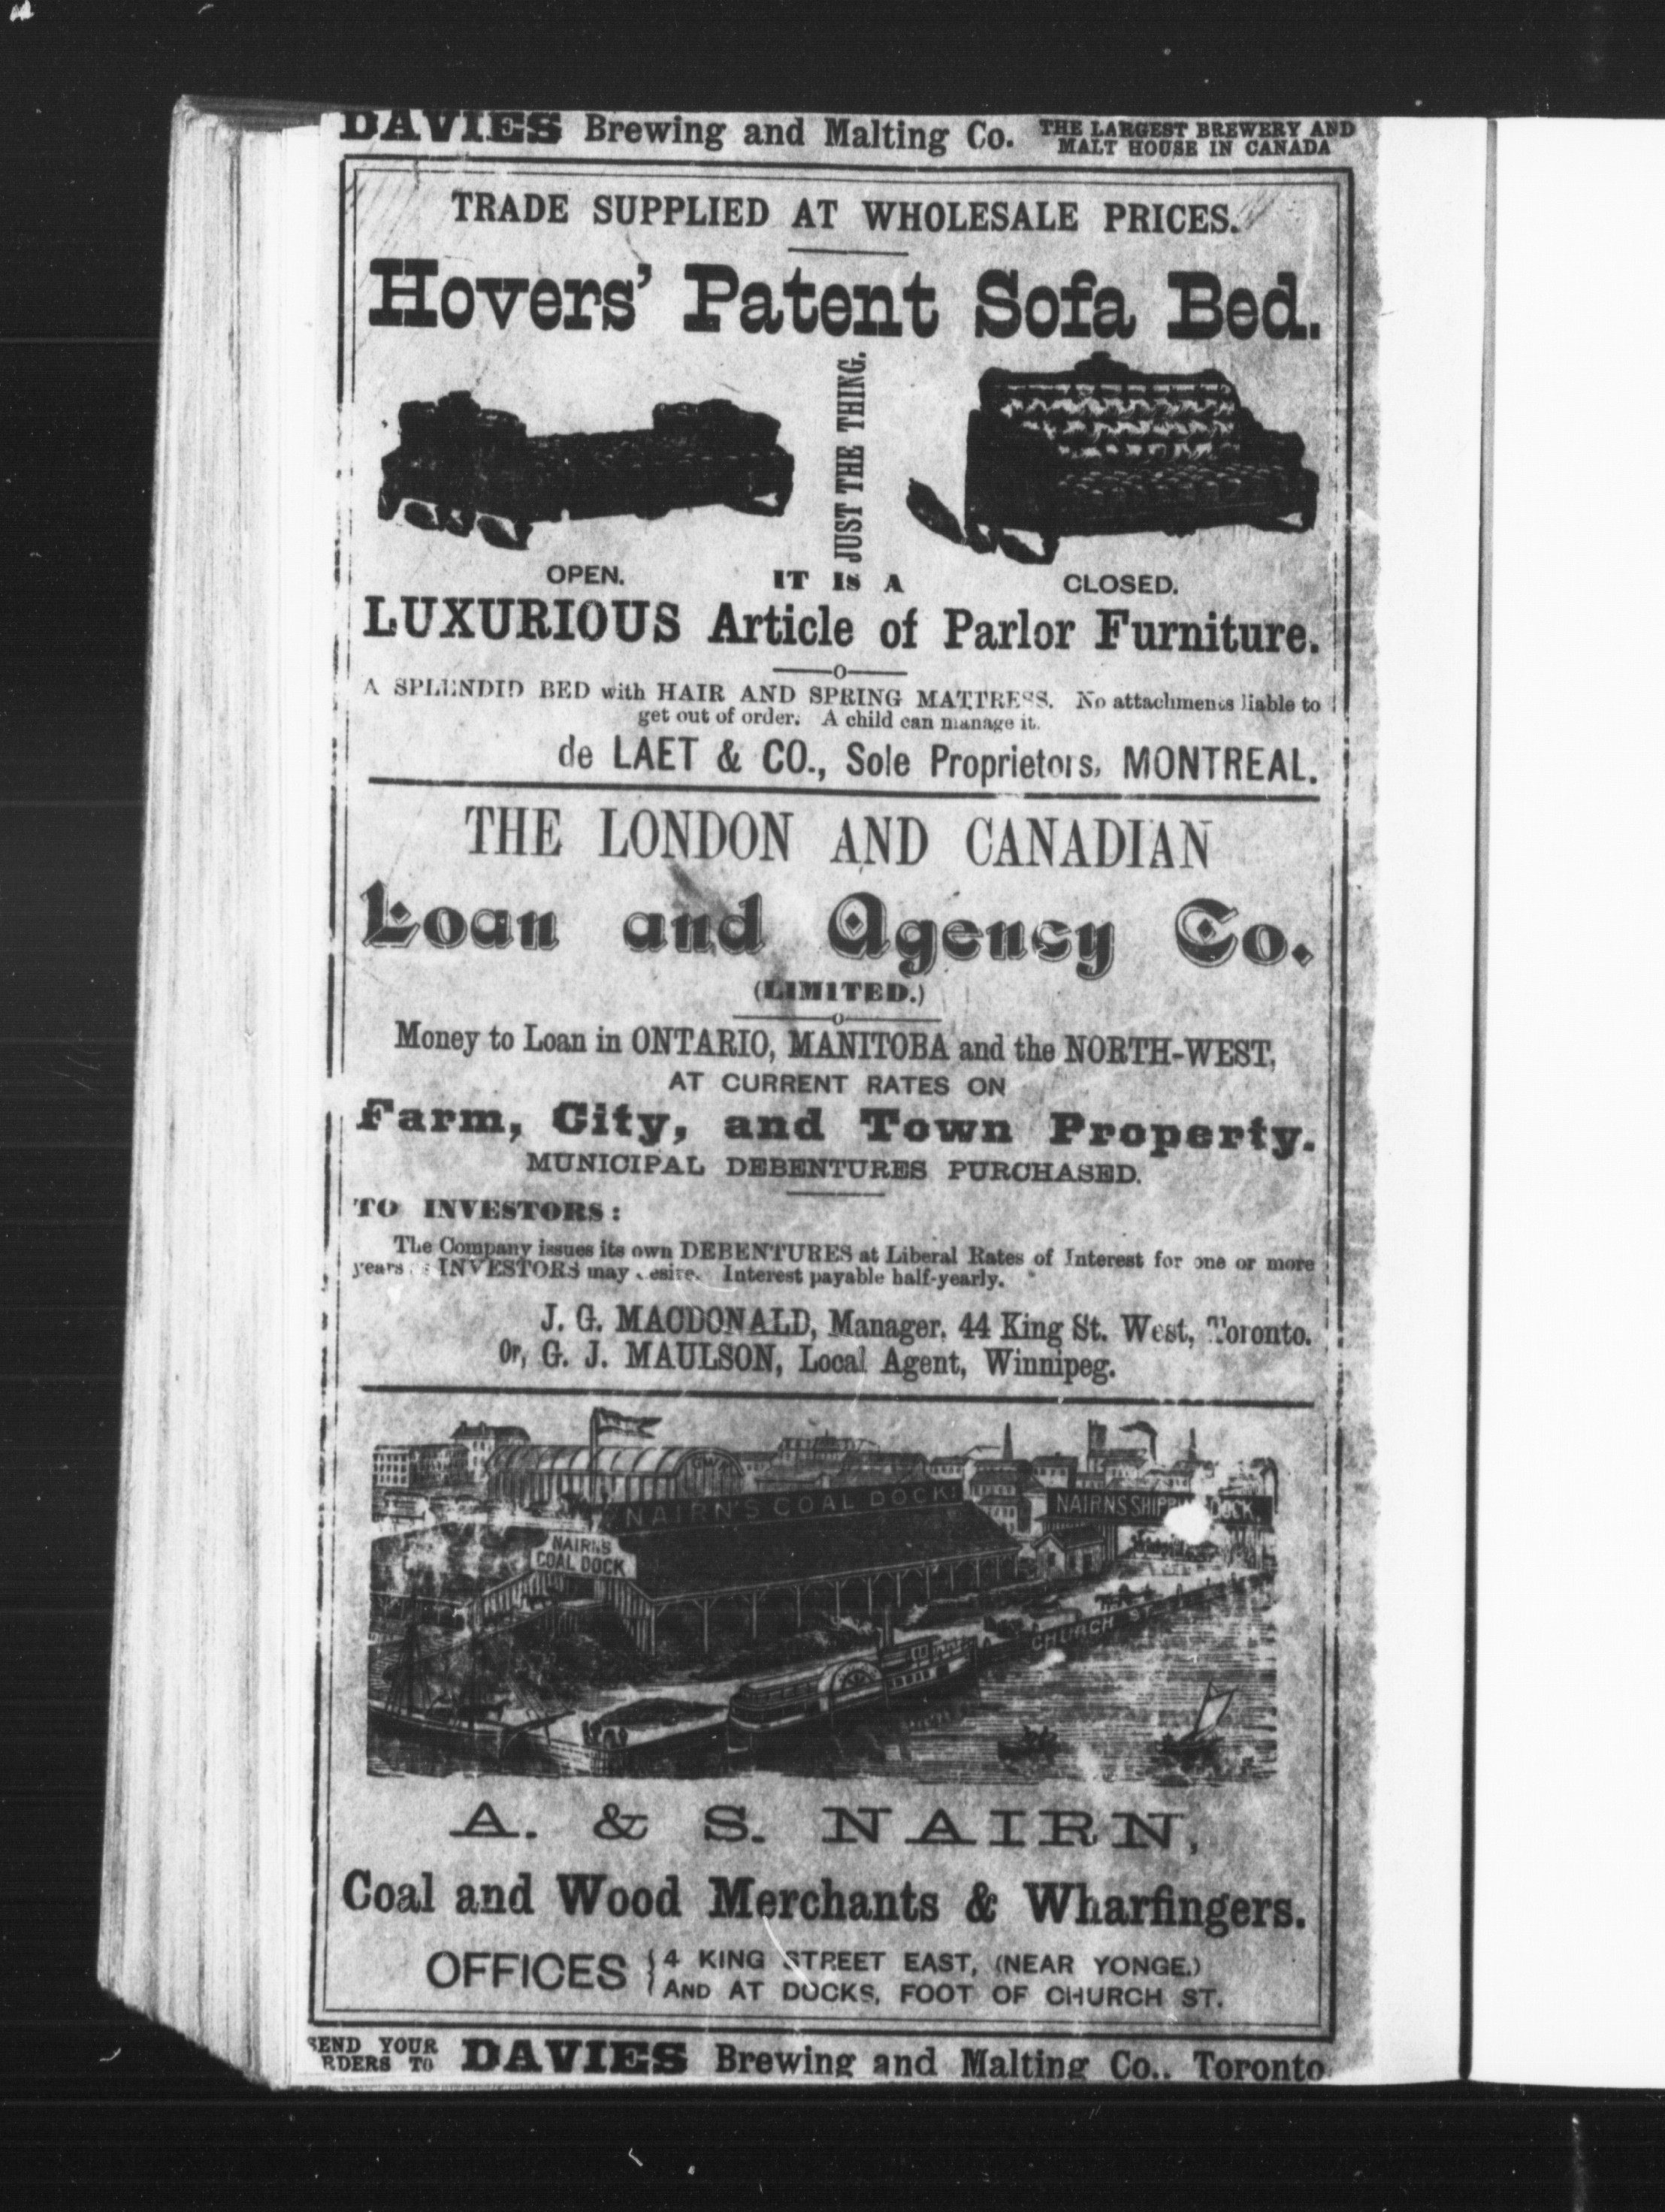 DAVIES Brewing and Malting Co. THE LARGEST BREWERY AND
MALT HOUSE IN CANADA
TRADE SUPPLIED AT WHOLESALE PRICES.
Hovers' Patent Sofa Bed.
JUST THE THING.
OPEN.
IT IS A
CLOSED.
LUXURIOUS Article of Parlor Furniture.
A SPLENDID BED with HAIR AND SPRING MATTRESS. No attachments liable to
get out of order. A child can manage it.
de LAET & CO., Sole Proprietors, MONTREAL.
THE LONDON AND CANADIAN
Loan and Agency Co.
(LIMITED.)
Money to Loan in ONTARIO, MANITOBA and the NORTH-WEST,
AT CURRENT RATES ON
Farm, City, and Town Property.
MUNICIPAL DEBENTURES PURCHASED.
TO INVESTORS:
The Company issues its own DEBENTURES at Liberal Rates of Interest for one or more
years INVESTORS may desire. Interest payable half-yearly.
J. G. MACDONALD, Manager, 44 King St. West, Toronto.
Or, G. J. MAULSON, Local Agent, Winnipeg.
NAIRN'S COAL DOCK
NAIRNS SHIPPING DOCK
NAIRNS
COAL DOCK
CHURCH ST
A. & S. NAIRN,
Coal and Wood Merchants & Wharfingers.
OFFICES { 4 KING STREET EAST, (NEAR YONGE.)
AND AT DOCKS, FOOT OF CHURCH ST.
SEND YOUR
RDERS TO DAVIES Brewing and Malting Co., Toronto